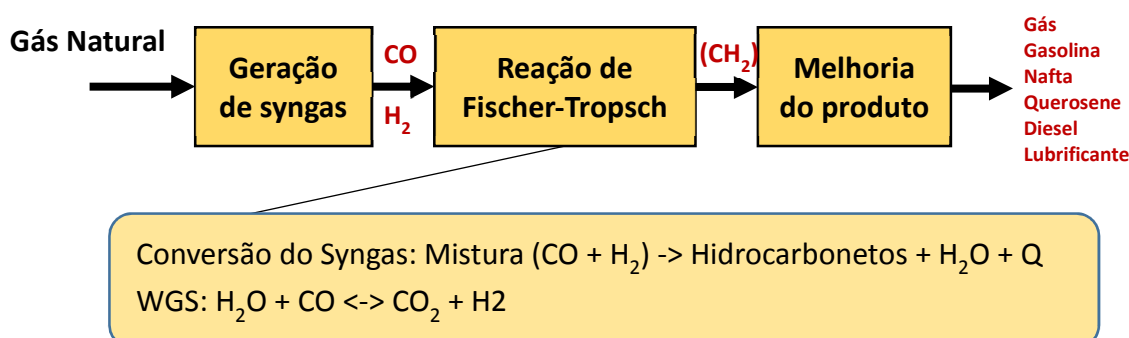 Gás Natural
Geração
de syngas
CO
H₂
Reação de
Fischer-Tropsch
(CH₂)
Melhoria
do produto
Gás
Gasolina
Nafta
Querosene
Diesel
Lubrificante
Conversão do Syngas: Mistura (CO + H₂) -> Hidrocarbonetos + H₂O + Q
WGS: H₂O + CO <-> CO₂ + H2